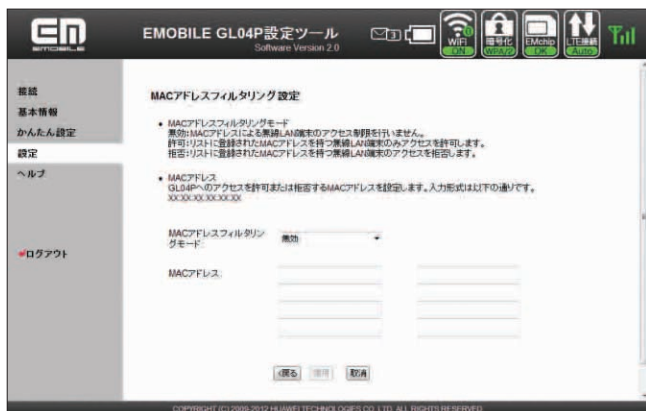 EM
EMOBILE
EMOBILE GL04P設定ツール
Software Version 2.0
3
WiFi
ON
暗号化
WPA/2
EMchip
OK
LTE接続
Auto
接続
基本情報
かんたん設定
設定
ヘルプ
ログアウト
MACアドレスフィルタリング設定
• MACアドレスフィルタリングモード
無効:MACアドレスによる無線LAN端末のアクセス制限を行いません。
許可:リストに登録されたMACアドレスを持つ無線LAN端末のみアクセスを許可します。
拒否:リストに登録されたMACアドレスを持つ無線LAN端末のアクセスを拒否します。
• MACアドレス
GL04Pへのアクセスを許可または拒否するMACアドレスを設定します。入力形式は以下の通りです。
XX:XX:XX:XX:XX:XX
MACアドレスフィルタリン
グモード
無効
MACアドレス
<戻る 適用 取消
COPYRIGHT (C) 2009-2012 HUAWEI TECHNOLOGIES CO.,LTD. ALL RIGHTS RESERVED.